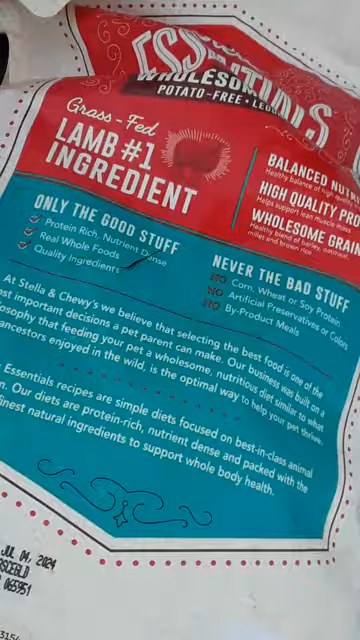 ESSENTIALS
WHOLESOM
POTATO-FREE • LEG
Grass-Fed
LAMB #1
INGREDIENT
BALANCED NUTRI
Healthy balance of high quality
HIGH QUALITY PRO
Helps support lean muscle mass
WHOLESOME GRAIN
Healthy blend of barley, oatmeal,
millet and brown rice
ONLY THE GOOD STUFF
Protein Rich, Nutrient Dense
Real Whole Foods
Quality Ingredients
NEVER THE BAD STUFF
NO Corn, Wheat or Soy Protein
NO Artificial Preservatives or Colors
NO By-Product Meals
At Stella & Chewy's we believe that selecting the best food is one of the
ost important decisions a pet parent can make. Our business was built on a
losophy that feeding your pet a wholesome, nutritious diet similar to what
ancestors enjoyed in the wild, is the optimal way to help your pet thrive.
Essentials recipes are simple diets focused on best-in-class animal
n. Our diets are protein-rich, nutrient dense and packed with the
finest natural ingredients to support whole body health.
JUL 04, 2024
065951
3154